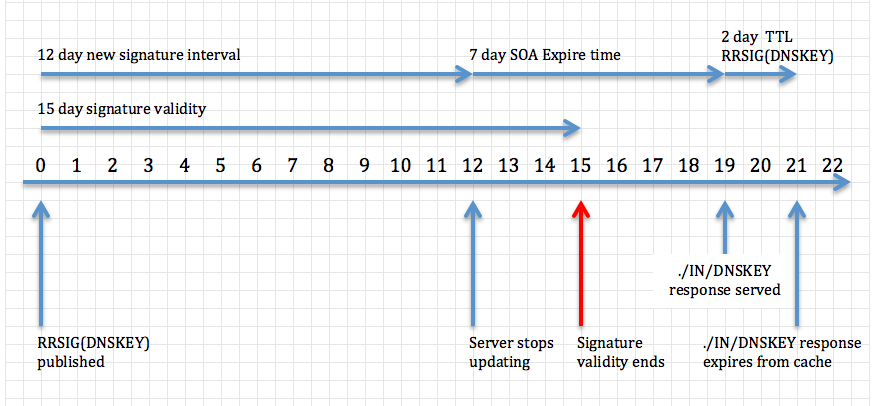 2 day TTL
12 day new signature interval 7 day SOA Expire time RRSIG(DNSKEY)
15 day signature validity
0 1 2 3 4 5 6 7 8 9 10 11 12 13 14 15 16 17 18 19 20 21 22
./IN/DNSKEY
response served
RRSIG(DNSKEY) Server stops Signature ./IN/DNSKEY response
published updating validity ends expires from cache